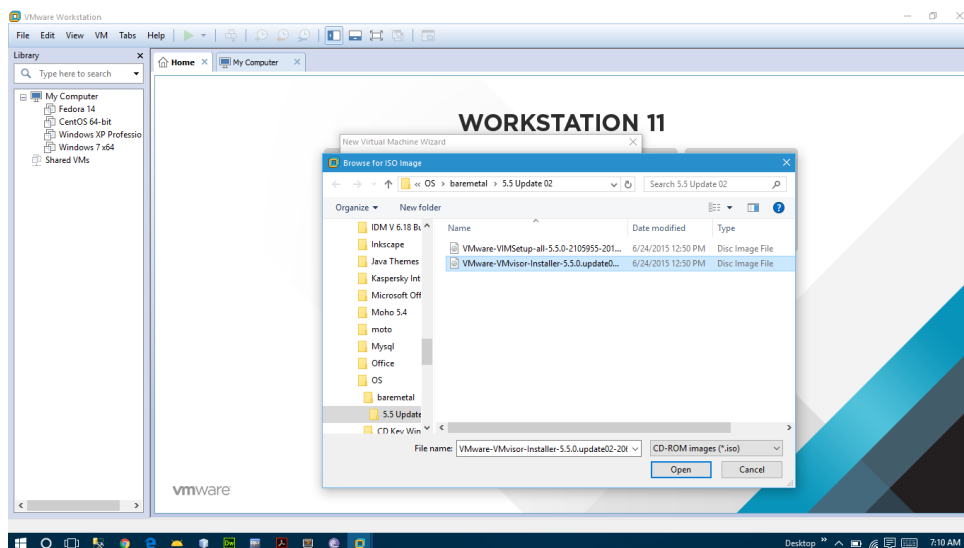 VMware Workstation
File Edit View VM Tabs Help
Library
Type here to search
My Computer
Fedora 14
CentOS 64-bit
Windows XP Professio
Windows 7 x64
Shared VMs
Home
My Computer
WORKSTATION 11
New Virtual Machine Wizard
Browse for ISO Image
« OS › baremetal › 5.5 Update 02
Search 5.5 Update 02
Organize New folder
IDM V 6.18 Bu
Inkscape
Java Themes
Kaspersky Int
Microsoft Off
Moho 5.4
moto
Mysql
Office
OS
baremetal
5.5 Update
CD Key Win
Name Date modified Type
VMware-VIMSetup-all-5.5.0-2105955-201... 6/24/2015 12:50 PM Disc Image File
VMware-VMvisor-Installer-5.5.0.update0... 6/24/2015 12:50 PM Disc Image File
File name: VMware-VMvisor-Installer-5.5.0.update02-206 CD-ROM images (*.iso)
Open Cancel
vmware
Dw
Desktop 7:10 AM